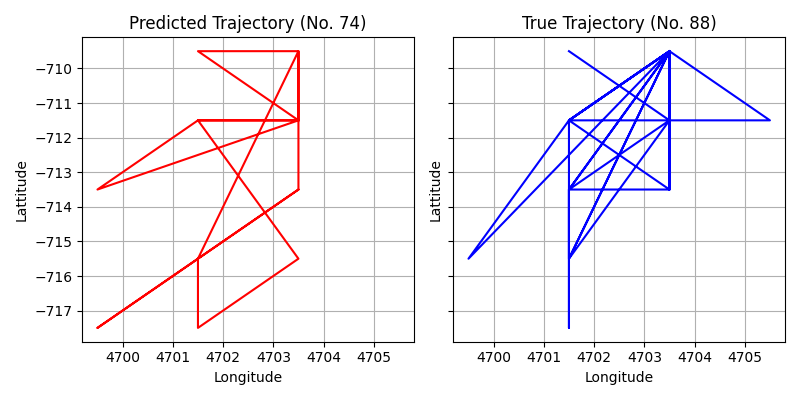 Predicted Trajectory (No. 74)
True Trajectory (No. 88)
Lattitude
−710
−711
−712
−713
−714
−715
−716
−717
4700 4701 4702 4703 4704 4705
Longitude
Lattitude
4700 4701 4702 4703 4704 4705
Longitude